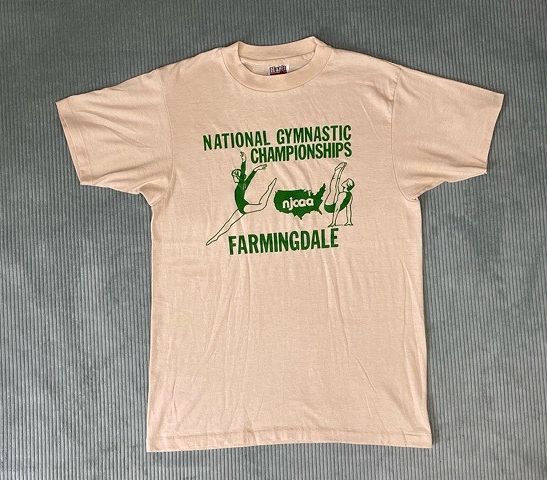 NATIONAL GYMNASTIC
CHAMPIONSHIPS
njcaa
FARMINGDALE